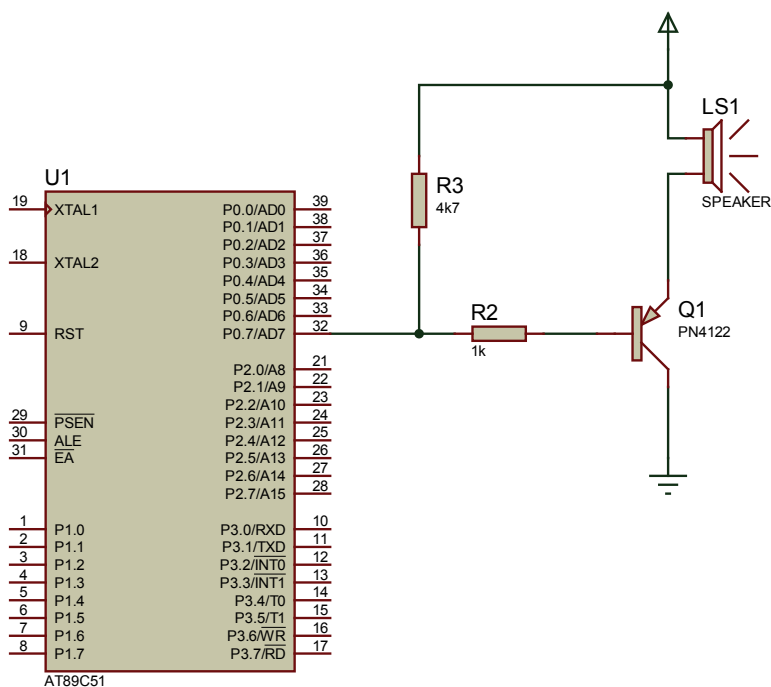 U1
19 XTAL1
18 XTAL2
9 RST
29 PSEN
30 ALE
31 EA
1 P1.0
2 P1.1
3 P1.2
4 P1.3
5 P1.4
6 P1.5
7 P1.6
8 P1.7
P0.0/AD0 39
P0.1/AD1 38
P0.2/AD2 37
P0.3/AD3 36
P0.4/AD4 35
P0.5/AD5 34
P0.6/AD6 33
P0.7/AD7 32
P2.0/A8 21
P2.1/A9 22
P2.2/A10 23
P2.3/A11 24
P2.4/A12 25
P2.5/A13 26
P2.6/A14 27
P2.7/A15 28
P3.0/RXD 10
P3.1/TXD 11
P3.2/INT0 12
P3.3/INT1 13
P3.4/T0 14
P3.5/T1 15
P3.6/WR 16
P3.7/RD 17
AT89C51
R3
4k7
R2
1k
LS1
SPEAKER
Q1
PN4122